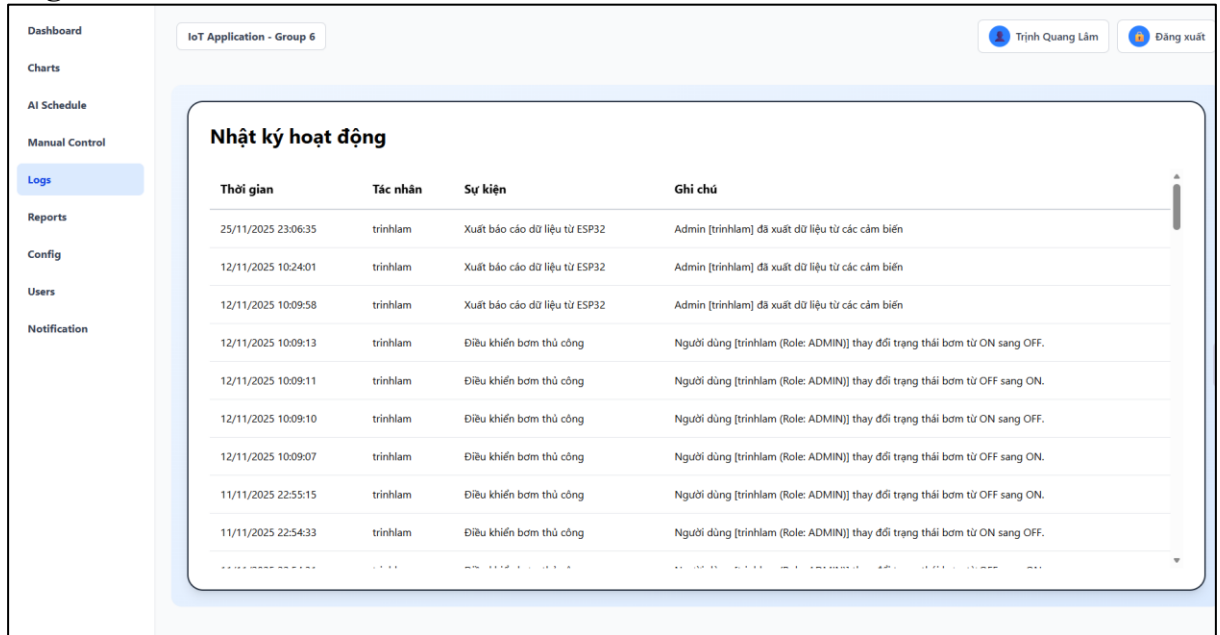 Dashboard
Charts
AI Schedule
Manual Control
Logs
Reports
Config
Users
Notification
IoT Application - Group 6
Trịnh Quang Lâm
Đăng xuất
Nhật ký hoạt động
Thời gian Tác nhân Sự kiện Ghi chú
25/11/2025 23:06:35 trinhlam Xuất báo cáo dữ liệu từ ESP32 Admin [trinhlam] đã xuất dữ liệu từ các cảm biến
12/11/2025 10:24:01 trinhlam Xuất báo cáo dữ liệu từ ESP32 Admin [trinhlam] đã xuất dữ liệu từ các cảm biến
12/11/2025 10:09:58 trinhlam Xuất báo cáo dữ liệu từ ESP32 Admin [trinhlam] đã xuất dữ liệu từ các cảm biến
12/11/2025 10:09:13 trinhlam Điều khiển bơm thủ công Người dùng [trinhlam (Role: ADMIN)] thay đổi trạng thái bơm từ ON sang OFF.
12/11/2025 10:09:11 trinhlam Điều khiển bơm thủ công Người dùng [trinhlam (Role: ADMIN)] thay đổi trạng thái bơm từ OFF sang ON.
12/11/2025 10:09:10 trinhlam Điều khiển bơm thủ công Người dùng [trinhlam (Role: ADMIN)] thay đổi trạng thái bơm từ ON sang OFF.
12/11/2025 10:09:07 trinhlam Điều khiển bơm thủ công Người dùng [trinhlam (Role: ADMIN)] thay đổi trạng thái bơm từ OFF sang ON.
11/11/2025 22:55:15 trinhlam Điều khiển bơm thủ công Người dùng [trinhlam (Role: ADMIN)] thay đổi trạng thái bơm từ OFF sang ON.
11/11/2025 22:54:33 trinhlam Điều khiển bơm thủ công Người dùng [trinhlam (Role: ADMIN)] thay đổi trạng thái bơm từ ON sang OFF.